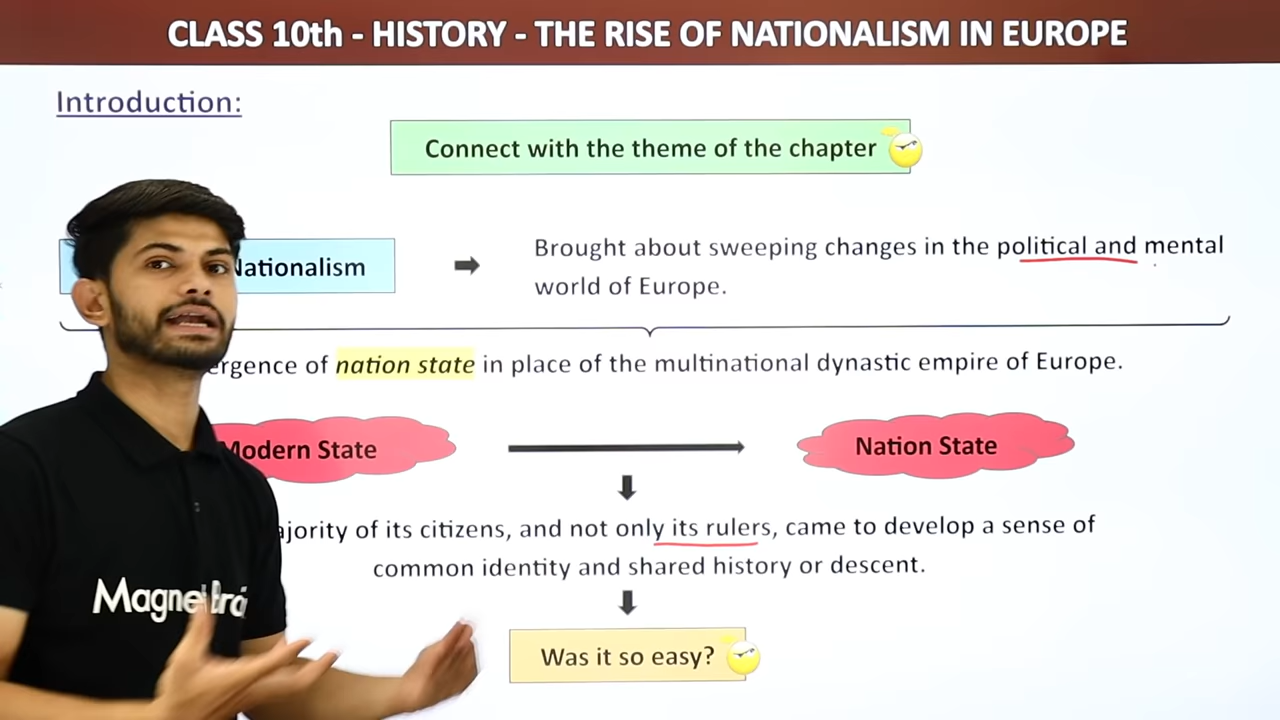 CLASS 10th - HISTORY - THE RISE OF NATIONALISM IN EUROPE
Introduction:
Connect with the theme of the chapter
Nationalism
Brought about sweeping changes in the political and mental
world of Europe.
of nation state in place of the multinational dynastic empire of Europe.
Modern State
Nation State
of its citizens, and not only its rulers, came to develop a sense of
common identity and shared history or descent.
Was it so easy?